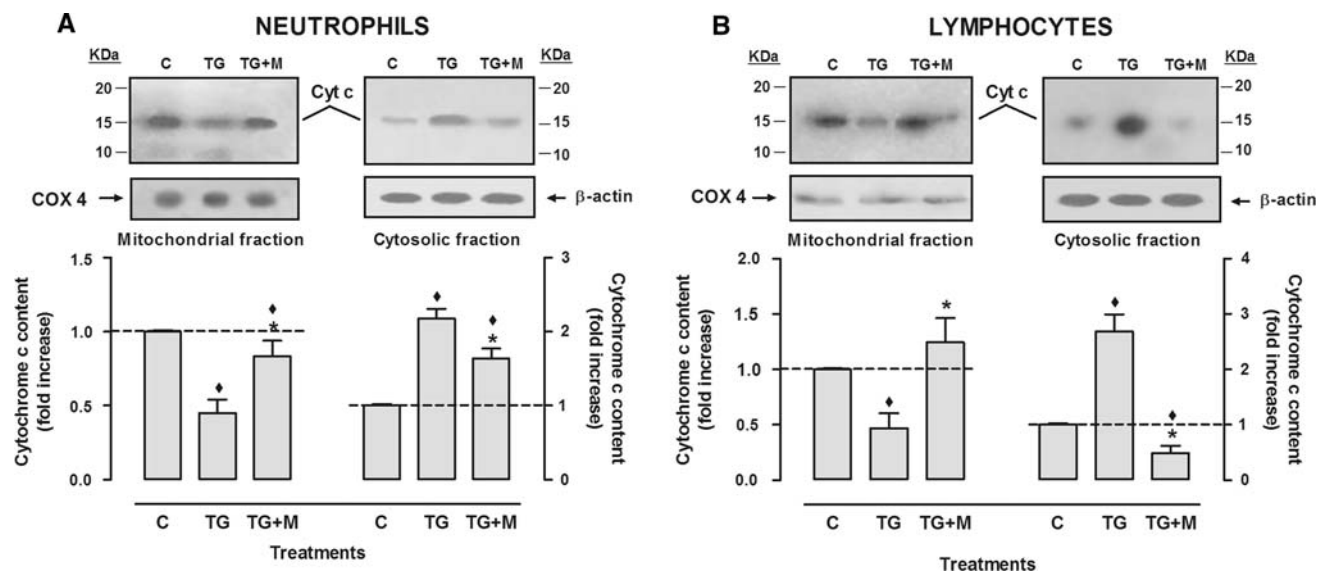 A NEUTROPHILS
KDa C TG TG+M
20
15
10
Cyt c
C TG TG+M KDa
20
15
10
COX 4
β-actin
Mitochondrial fraction
Cytosolic fraction
Cytochrome c content
(fold increase)
1.5
1.0
0.5
0.0
♦
♦
*
♦
♦
*
3
2
1
0
Cytochrome c content
(fold increase)
C TG TG+M C TG TG+M
Treatments
B LYMPHOCYTES
KDa C TG TG+M
20
15
10
Cyt c
C TG TG+M KDa
20
15
10
COX 4
β-actin
Mitochondrial fraction
Cytosolic fraction
Cytochrome c content
(fold increase)
2.0
1.5
1.0
0.5
0.0
♦
*
♦
♦
*
4
3
2
1
0
Cytochrome c content
(fold increase)
C TG TG+M C TG TG+M
Treatments